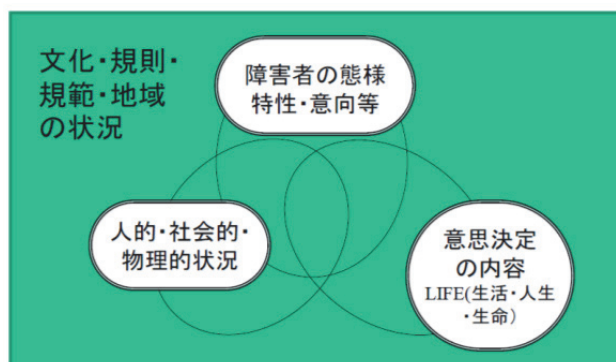 文化・規則・
規範・地域
の状況
障害者の態様
特性・意向等
人的・社会的・
物理的状況
意思決定
の内容
LIFE(生活・人生
・生命)